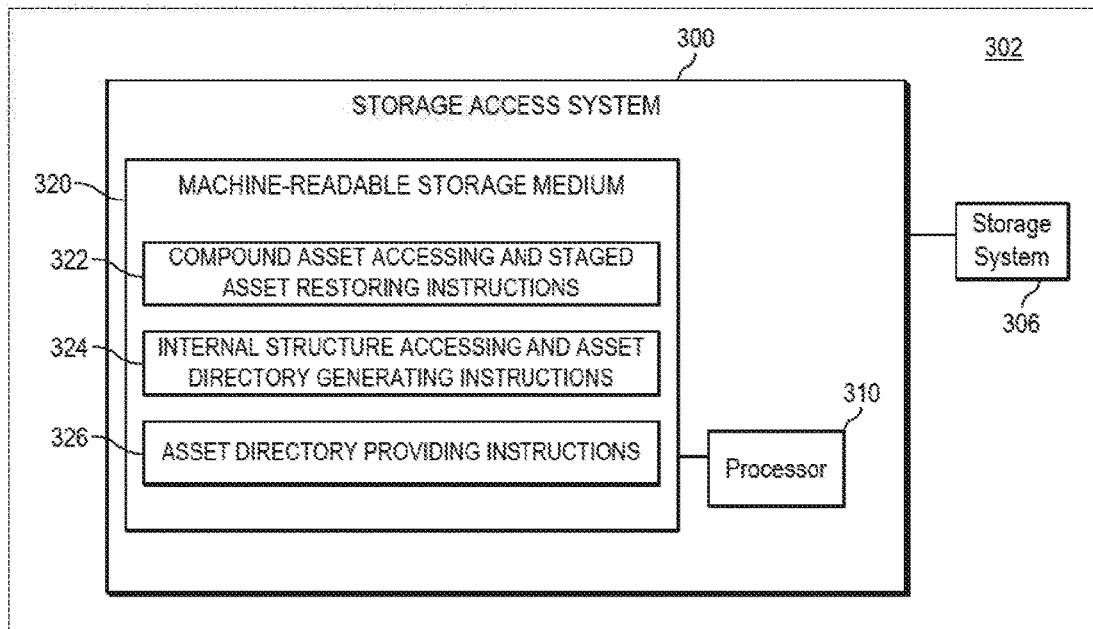 300
302
STORAGE ACCESS SYSTEM
320
MACHINE-READABLE STORAGE MEDIUM
322
COMPOUND ASSET ACCESSING AND STAGED
ASSET RESTORING INSTRUCTIONS
324
INTERNAL STRUCTURE ACCESSING AND ASSET
DIRECTORY GENERATING INSTRUCTIONS
326
ASSET DIRECTORY PROVIDING INSTRUCTIONS
310
Processor
Storage
System
306